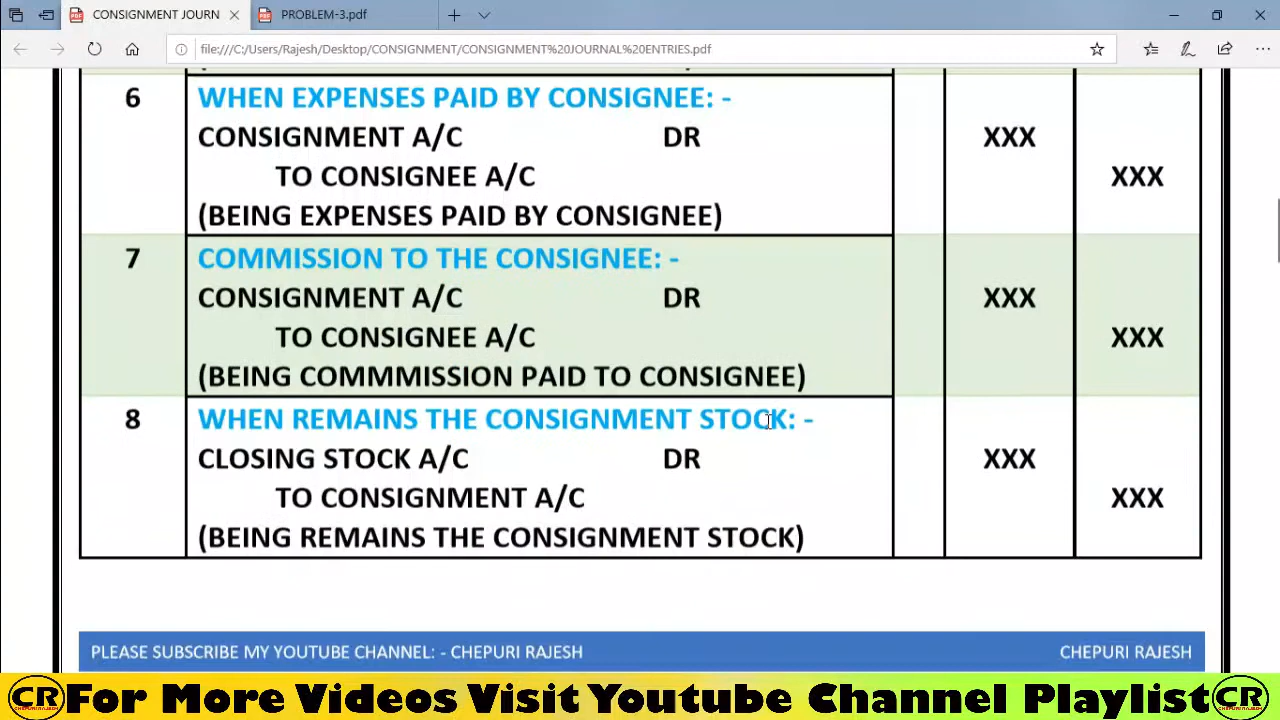 CONSIGNMENT JOURN
PROBLEM-3.pdf
file:///C:/Users/Rajesh/Desktop/CONSIGNMENT/CONSIGNMENT%20JOURNAL%20ENTRIES.pdf
6 WHEN EXPENSES PAID BY CONSIGNEE: -
CONSIGNMENT A/C DR XXX
TO CONSIGNEE A/C XXX
(BEING EXPENSES PAID BY CONSIGNEE)
7 COMMISSION TO THE CONSIGNEE: -
CONSIGNMENT A/C DR XXX
TO CONSIGNEE A/C XXX
(BEING COMMMISSION PAID TO CONSIGNEE)
8 WHEN REMAINS THE CONSIGNMENT STOCK: -
CLOSING STOCK A/C DR XXX
TO CONSIGNMENT A/C XXX
(BEING REMAINS THE CONSIGNMENT STOCK)
PLEASE SUBSCRIBE MY YOUTUBE CHANNEL: - CHEPURI RAJESH CHEPURI RAJESH
CR For More Videos Visit Youtube Channel Playlist CR